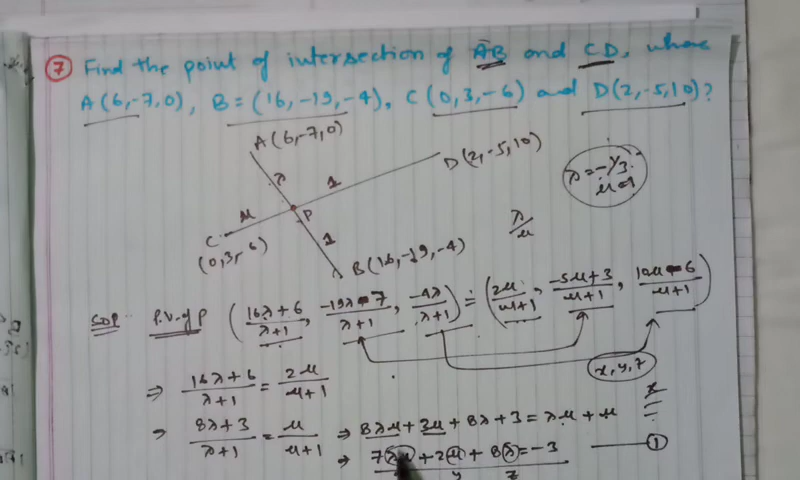 ⑦ Find the point of intersection of AB and CD, where
A(6,-7,0), B=(16,-19,-4), C(0,3,-6) and D(2,-5,10)?
A(6,-7,0)
D(2,-5,10)
λ=-1/3
μ=1
λ 1
μ P
C
(0,3,-6)
1
B(16,-19,-4)
λ/μ
Sol: P.V. of P ((16λ+6)/(λ+1), (-19λ-7)/(λ+1), (-4λ)/(λ+1)) = (2μ/(μ+1), (-5μ+3)/(μ+1), (10μ-6)/(μ+1))
x, y, z
⇒ (16λ+6)/(λ+1) = 2μ/(μ+1)
⇒ (8λ+3)/(λ+1) = μ/(μ+1) ⇒ 8λμ+3μ+8λ+3=λμ+μ
⇒ 7λμ+2μ+8λ=-3 ①
y z